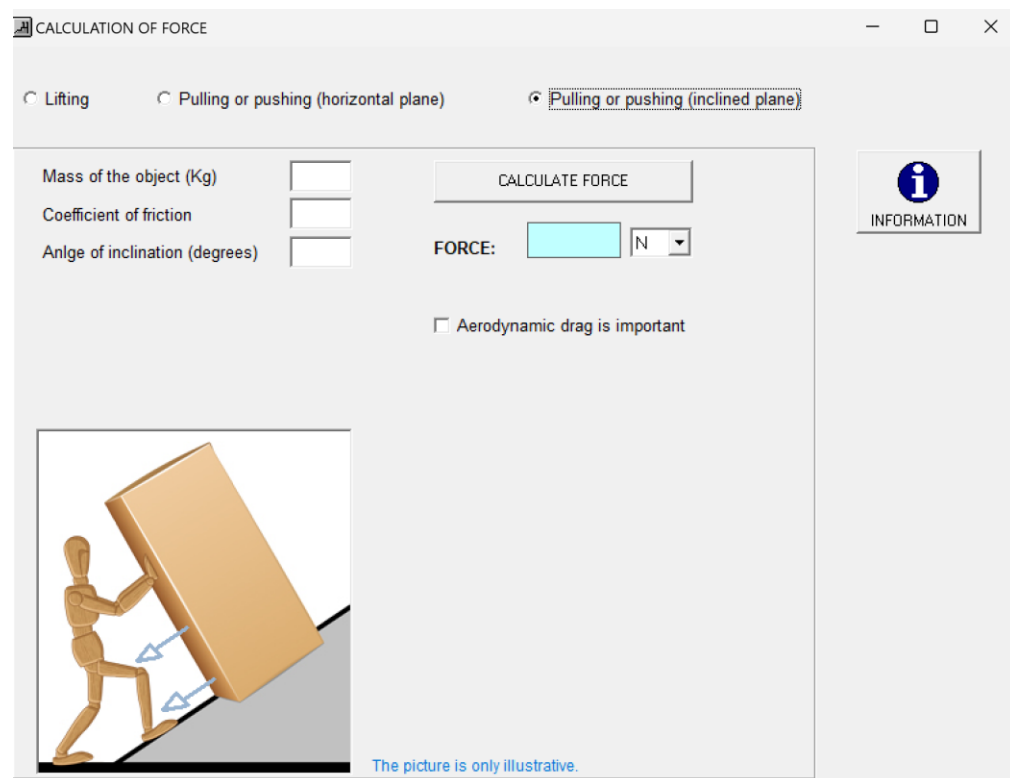 CALCULATION OF FORCE
Lifting Pulling or pushing (horizontal plane) Pulling or pushing (inclined plane)
Mass of the object (Kg)
Coefficient of friction
Anlge of inclination (degrees)
CALCULATE FORCE
FORCE: N
Aerodynamic drag is important
INFORMATION
The picture is only illustrative.